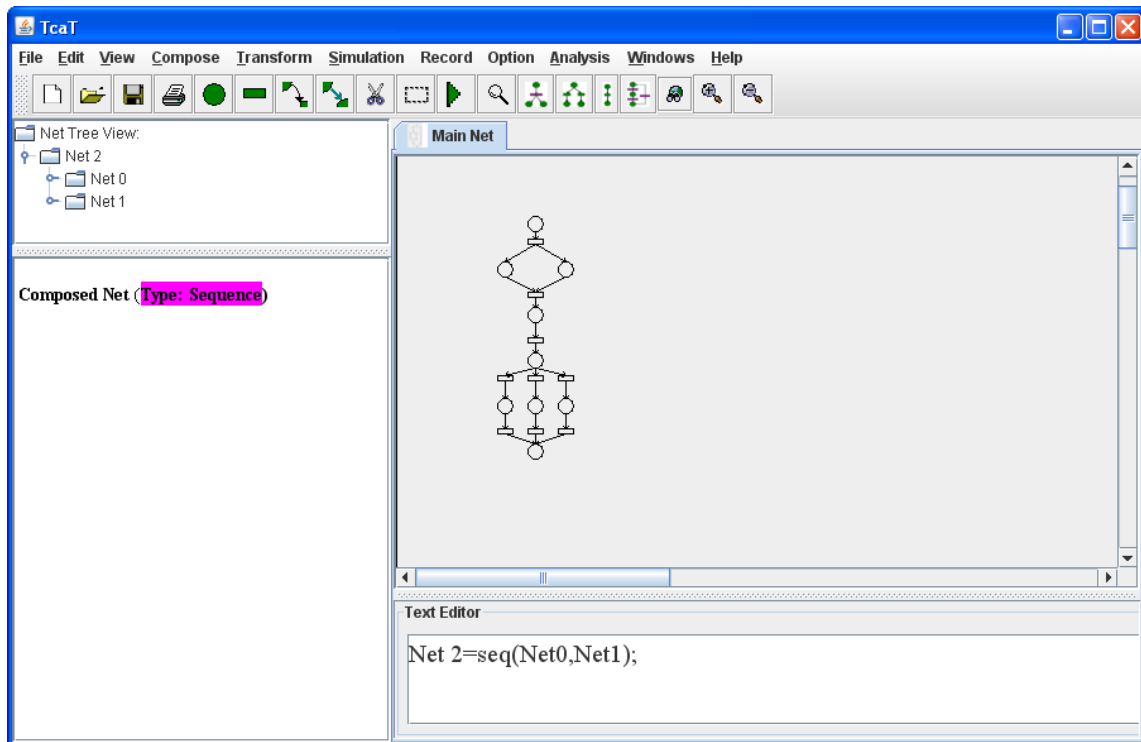 TcaT
File Edit View Compose Transform Simulation Record Option Analysis Windows Help
Net Tree View:
Net 2
Net 0
Net 1
Composed Net (Type: Sequence)
Main Net
Text Editor
Net 2=seq(Net0,Net1);